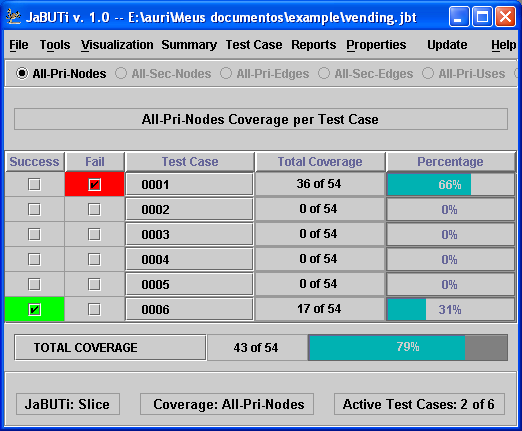 JaBUTi v. 1.0 -- E:\auri\Meus documentos\example\vending.jbt
File Tools Visualization Summary Test Case Reports Properties Update Help
All-Pri-Nodes All-Sec-Nodes All-Pri-Edges All-Sec-Edges All-Pri-Uses
All-Pri-Nodes Coverage per Test Case
Success Fail Test Case Total Coverage Percentage
0001 36 of 54 66%
0002 0 of 54 0%
0003 0 of 54 0%
0004 0 of 54 0%
0005 0 of 54 0%
0006 17 of 54 31%
TOTAL COVERAGE 43 of 54 79%
JaBUTi: Slice Coverage: All-Pri-Nodes Active Test Cases: 2 of 6